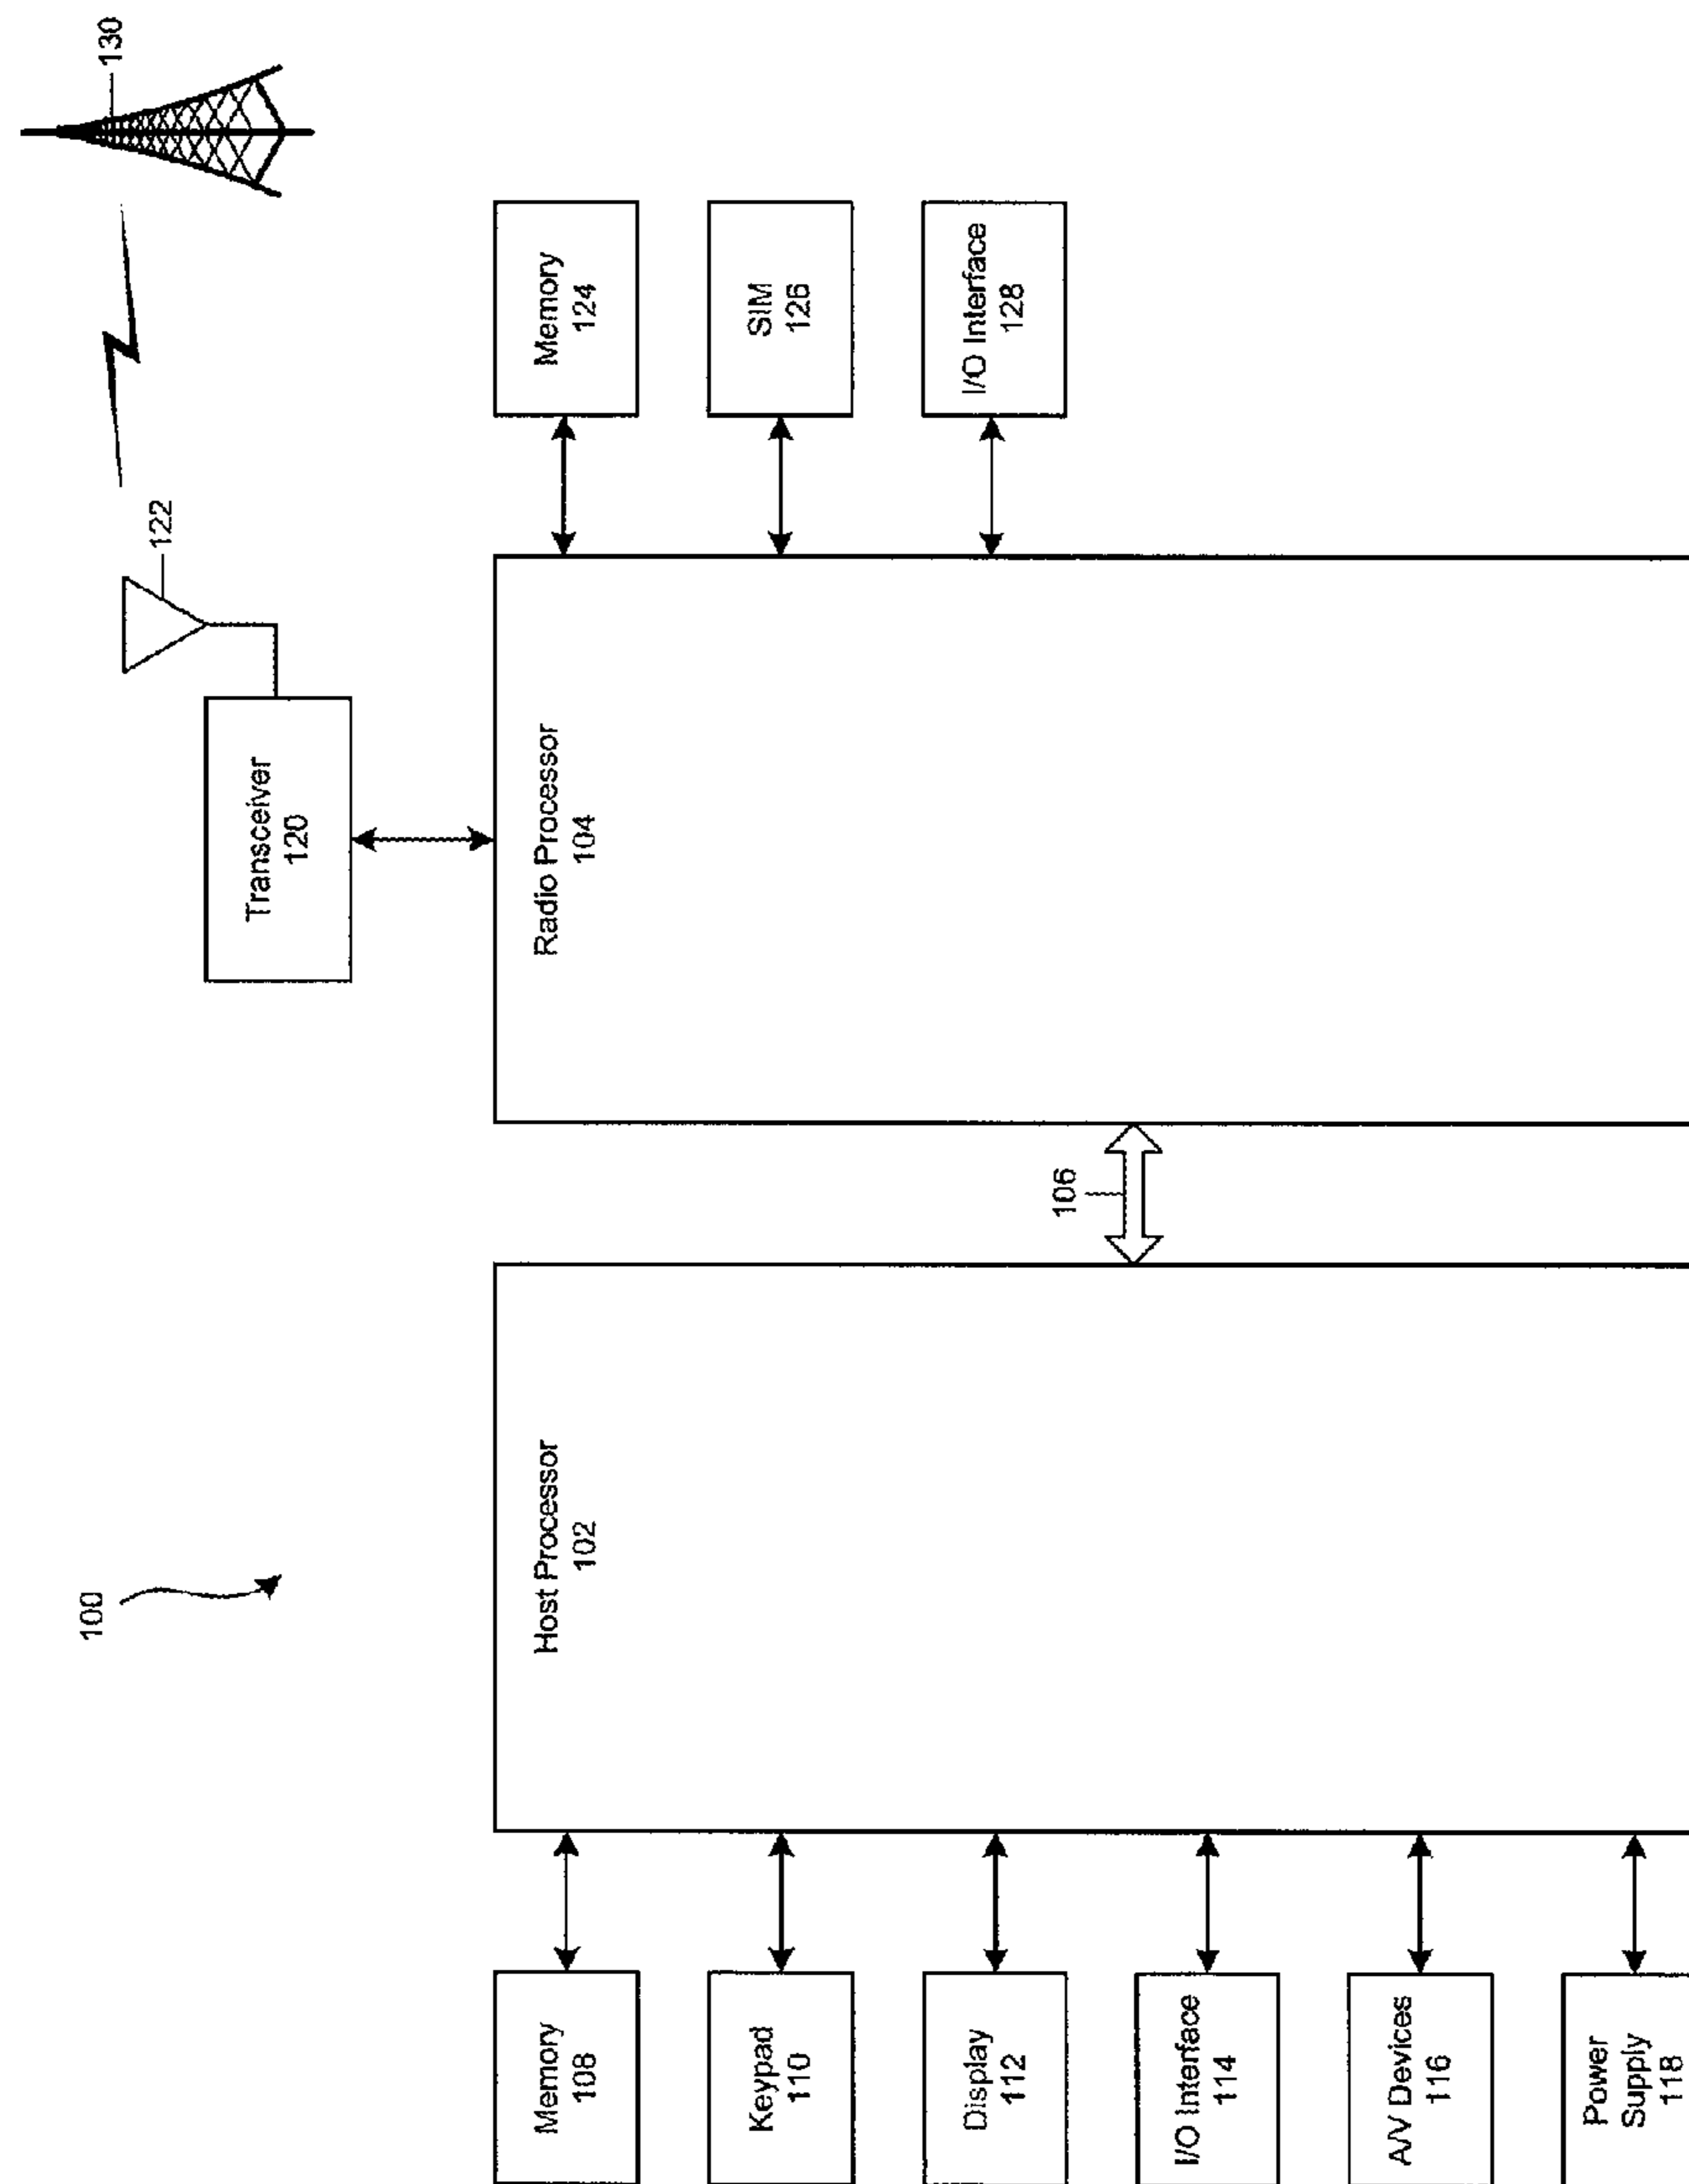 100
130
122
Transceiver
120
Memory
108
Host Processor
102
Radio Processor
104
Memory
124
Keypad
110
SIM
126
Display
112
I/O Interface
128
106
I/O Interface
114
A/V Devices
116
Power
Supply
118